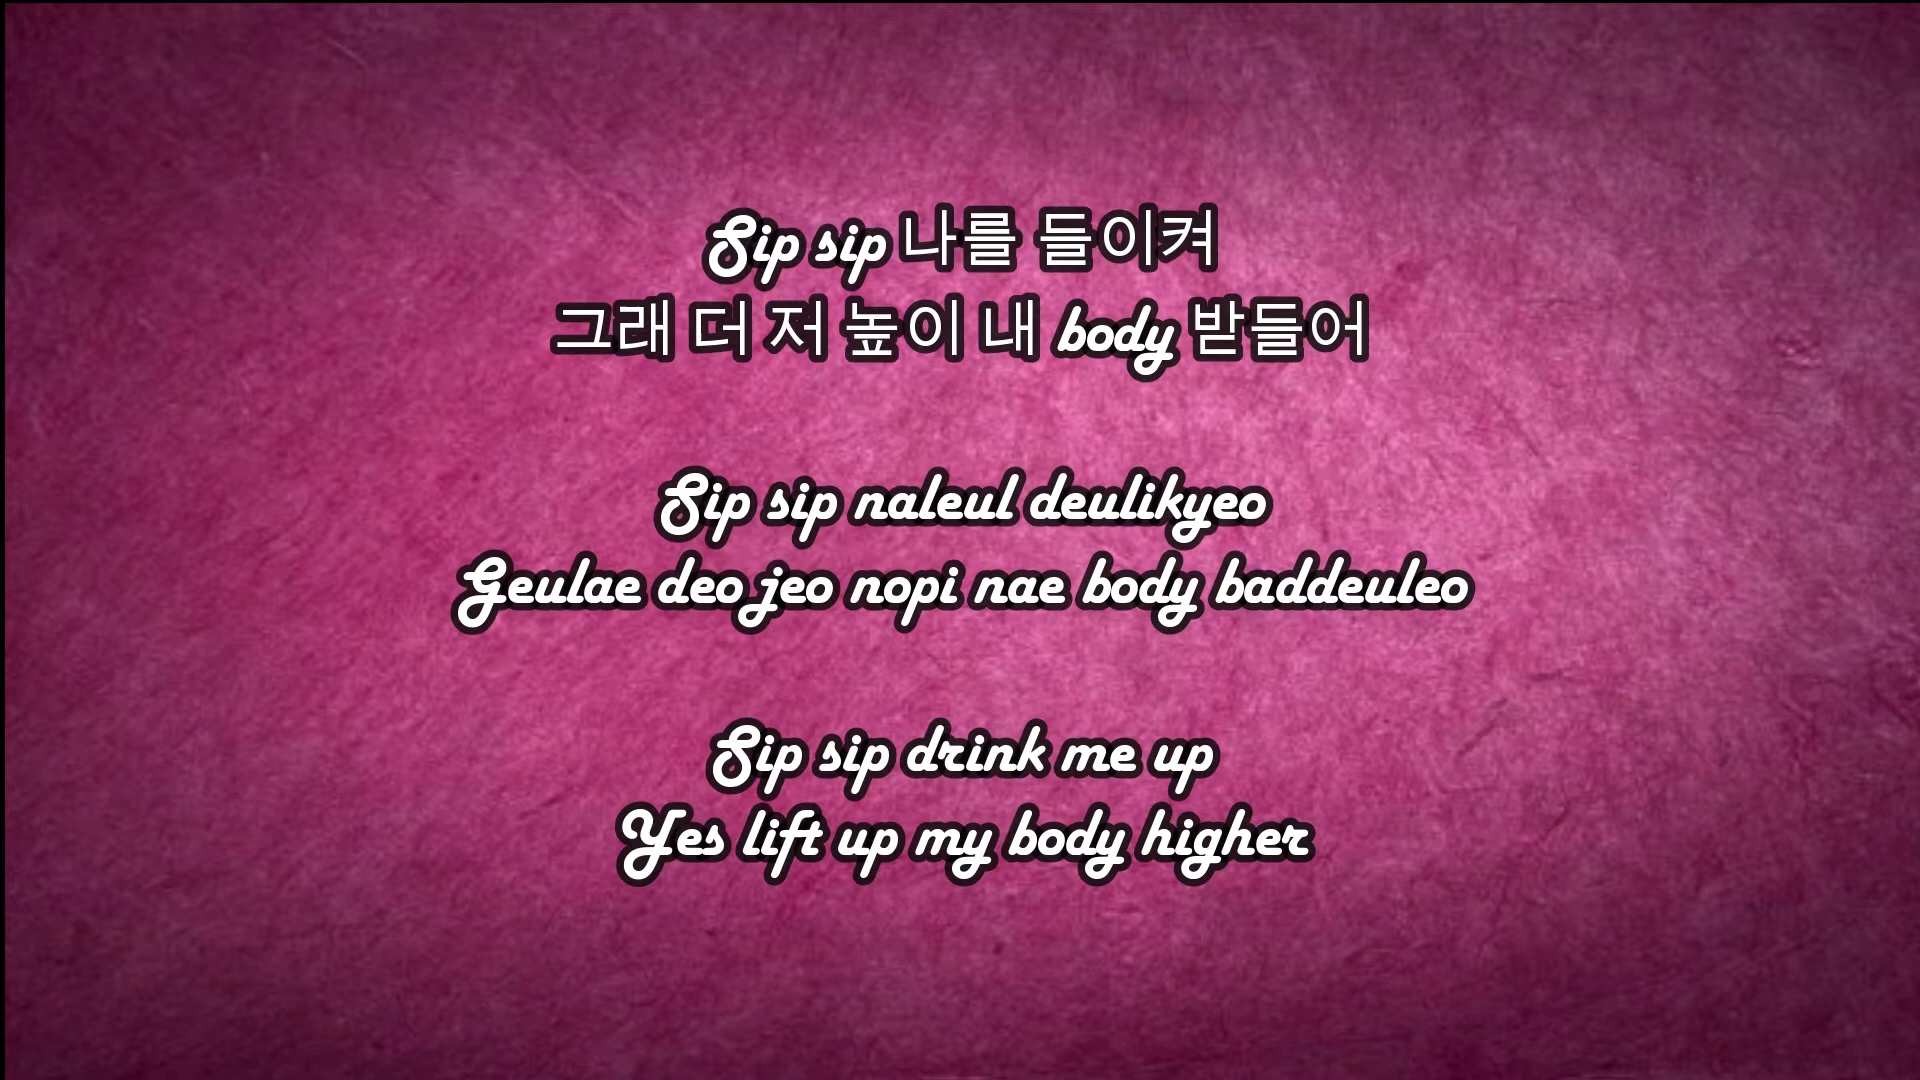 Sip sip 나를 들이켜
그래 더 저 높이 내 body 받들어
Sip sip naleul deulikyeo
Geulae deo jeo nopi nae body baddeuleo
Sip sip drink me up
Yes lift up my body higher